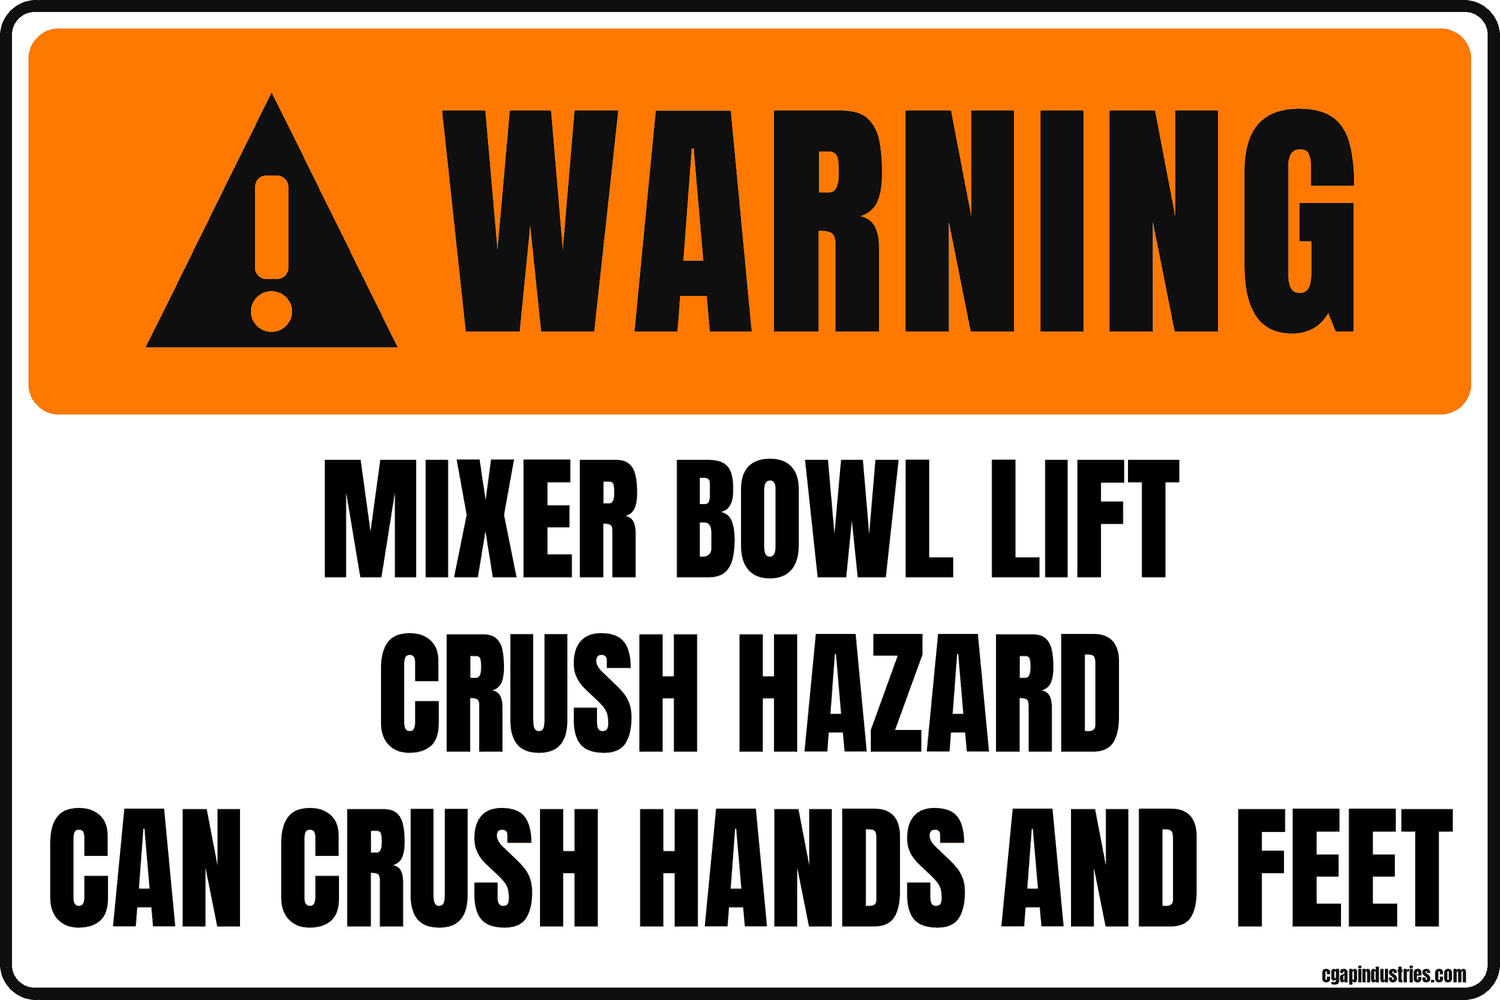 WARNING
MIXER BOWL LIFT
CRUSH HAZARD
CAN CRUSH HANDS AND FEET
cgapindustries.com